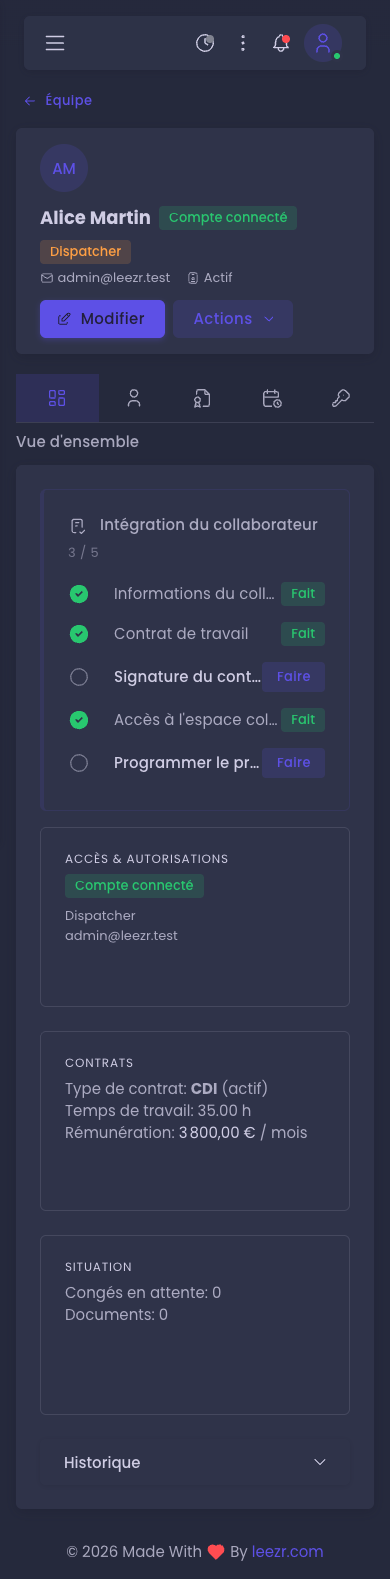 Équipe
AM
Alice Martin Compte connecté
Dispatcher
admin@leezr.test Actif
Modifier Actions
Vue d'ensemble
Intégration du collaborateur
3 / 5
Informations du coll... Fait
Contrat de travail Fait
Signature du cont... Faire
Accès à l'espace col... Fait
Programmer le pr... Faire
ACCÈS & AUTORISATIONS
Compte connecté
Dispatcher
admin@leezr.test
CONTRATS
Type de contrat: CDI (actif)
Temps de travail: 35.00 h
Rémunération: 3 800,00 € / mois
SITUATION
Congés en attente: 0
Documents: 0
Historique
© 2026 Made With ❤ By leezr.com